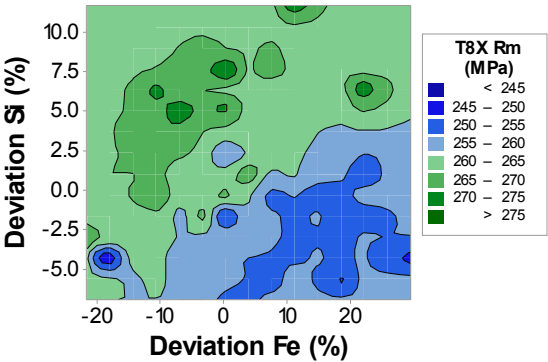 10.0
7.5
5.0
2.5
0.0
-2.5
-5.0
Deviation Si (%)
-20
-10
0
10
20
Deviation Fe (%)
T8X Rm
(MPa)
< 245
245 – 250
250 – 255
255 – 260
260 – 265
265 – 270
270 – 275
> 275